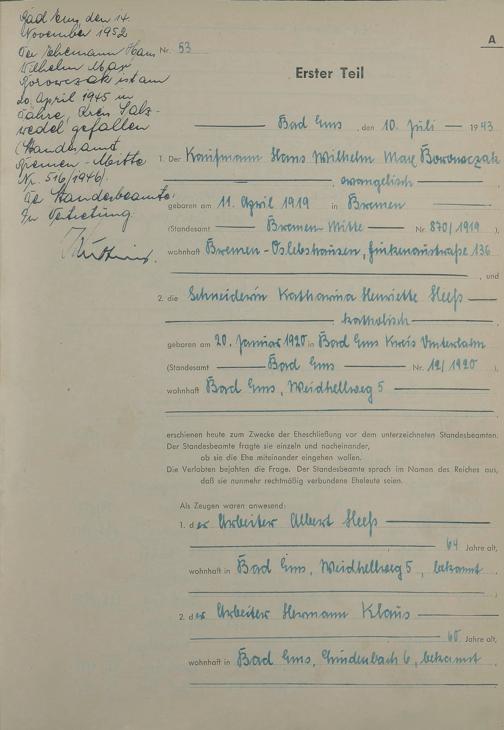 Bad Ems, den 14.
November 1952
Der Ehemann Hans
Wilhelm Max
Borowczak ist am
20. April 1945 in
Jahre, Kreis Salz-
wedel gefallen
(Standesamt
Bremen-Mitte
Nr. 516/1946).
Der Standesbeamte
In Vertretung
A
Nr. 53
Erster Teil
Bad Ems, den 10. Juli 1943
1. Der Kaufmann Hans Wilhelm Max Borowczak
evangelisch
geboren am 11. April 1919 in Bremen
(Standesamt Bremen-Mitte Nr. 870/1919),
wohnhaft Bremen-Oslebshausen, Finkenaustraße 136
, und
2. die Schneiderin Katharina Henriette Heeß
katholisch
geboren am 20. Januar 1920 in Bad Ems Kreis Unterlahn
(Standesamt Bad Ems Nr. 12/1920),
wohnhaft Bad Ems, Weidhellweg 5
erschienen heute zum Zwecke der Eheschließung vor dem unterzeichneten Standesbeamten.
Der Standesbeamte fragte sie einzeln und nacheinander,
ob sie die Ehe miteinander eingehen wollen.
Die Verlobten bejahten die Frage. Der Standesbeamte sprach im Namen des Reiches aus,
daß sie nunmehr rechtmäßig verbundene Eheleute seien.
Als Zeugen waren anwesend:
1. der Arbeiter Albert Heeß
64 Jahre alt,
wohnhaft in Bad Ems, Weidhellweg 5, bekannt
2. der Arbeiter Hermann Klaus
60 Jahre alt,
wohnhaft in Bad Ems, Lindenbach 6, bekannt